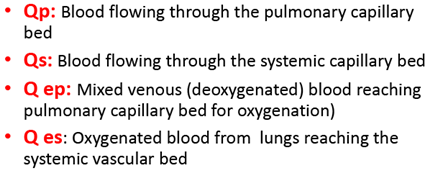 • Qp: Blood flowing through the pulmonary capillary
bed
• Qs: Blood flowing through the systemic capillary bed
• Q ep: Mixed venous (deoxygenated) blood reaching
pulmonary capillary bed for oxygenation)
• Q es: Oxygenated blood from lungs reaching the
systemic vascular bed